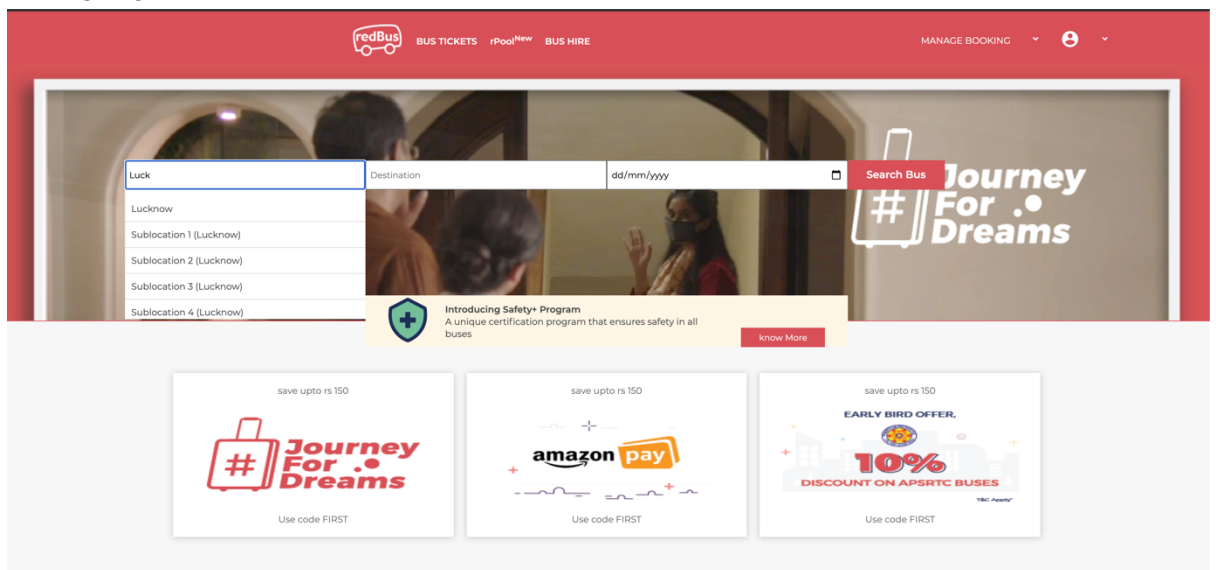 redBus BUS TICKETS rPool New BUS HIRE MANAGE BOOKING
Luck Destination dd/mm/yyyy Search Bus
Lucknow
Sublocation 1 (Lucknow)
Sublocation 2 (Lucknow)
Sublocation 3 (Lucknow)
Sublocation 4 (Lucknow)
# Journey
For
Dreams
Introducing Safety+ Program
A unique certification program that ensures safety in all
buses
know More
save upto rs 150
# Journey
For
Dreams
Use code FIRST
save upto rs 150
amazon pay
Use code FIRST
save upto rs 150
EARLY BIRD OFFER,
10%
DISCOUNT ON APSRTC BUSES
T&C Apply*
Use code FIRST